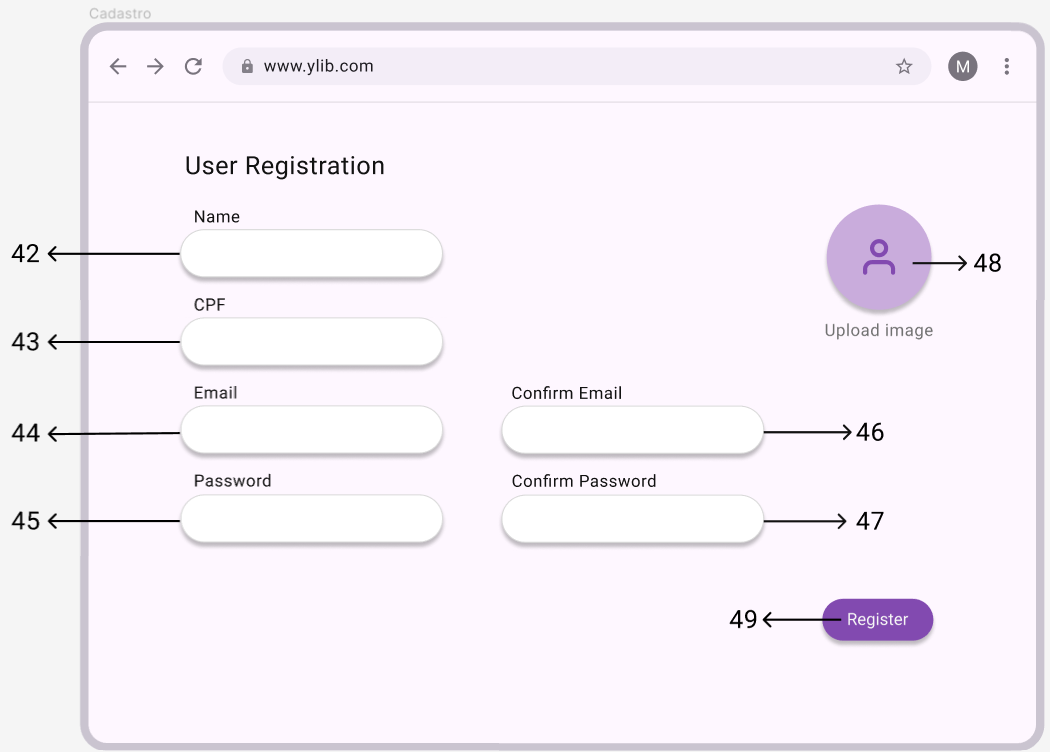 Cadastro
www.ylib.com
M
User Registration
Name
42
48
CPF
Upload image
43
Email
Confirm Email
44
46
Password
Confirm Password
45
47
49
Register